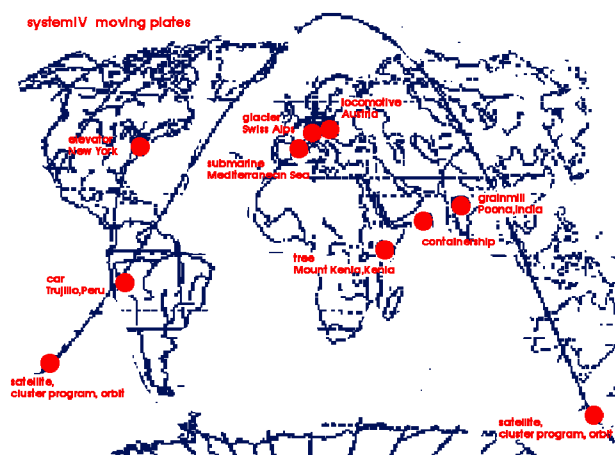 systemIV moving plates
locomotive
Austria
glacier
Swiss Alps
elevator
New York
submarine
Mediterranean Sea
grainmill
Poona,India
containership
tree
Mount Kenia,Kenia
car
Trujillo,Peru
satellite,
cluster program, orbit
satellite,
cluster program, orbit